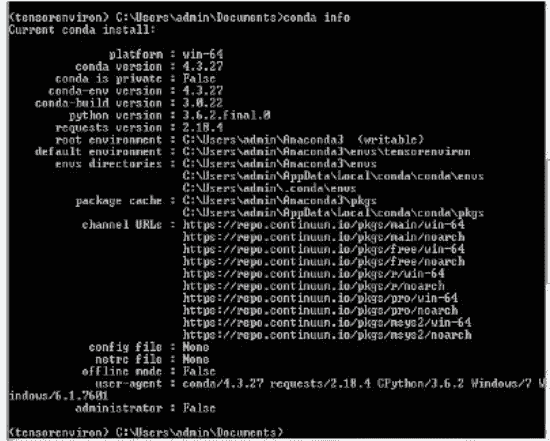 (tensorenviron) C:\Users\admin\Documents>conda info
Current conda install:
platform : win-64
conda version : 4.3.27
conda is private : False
conda-env version : 4.3.27
conda-build version : 3.0.22
python version : 3.6.2.final.0
requests version : 2.18.4
root environment : C:\Users\admin\Anaconda3 (writable)
default environment : C:\Users\admin\Anaconda3\envs\tensorenviron
envs directories : C:\Users\admin\Anaconda3\envs
C:\Users\admin\AppData\Local\conda\conda\envs
C:\Users\admin\.conda\envs
package cache : C:\Users\admin\Anaconda3\pkgs
C:\Users\admin\AppData\Local\conda\conda\pkgs
channel URLs : https://repo.continuum.io/pkgs/main/win-64
https://repo.continuum.io/pkgs/main/noarch
https://repo.continuum.io/pkgs/free/win-64
https://repo.continuum.io/pkgs/free/noarch
https://repo.continuum.io/pkgs/r/win-64
https://repo.continuum.io/pkgs/r/noarch
https://repo.continuum.io/pkgs/pro/win-64
https://repo.continuum.io/pkgs/pro/noarch
https://repo.continuum.io/pkgs/msys2/win-64
https://repo.continuum.io/pkgs/msys2/noarch
config file : None
netrc file : None
offline mode : False
user-agent : conda/4.3.27 requests/2.18.4 CPython/3.6.2 Windows/7 W
indows/6.1.7601
administrator : False
(tensorenviron) C:\Users\admin\Documents>